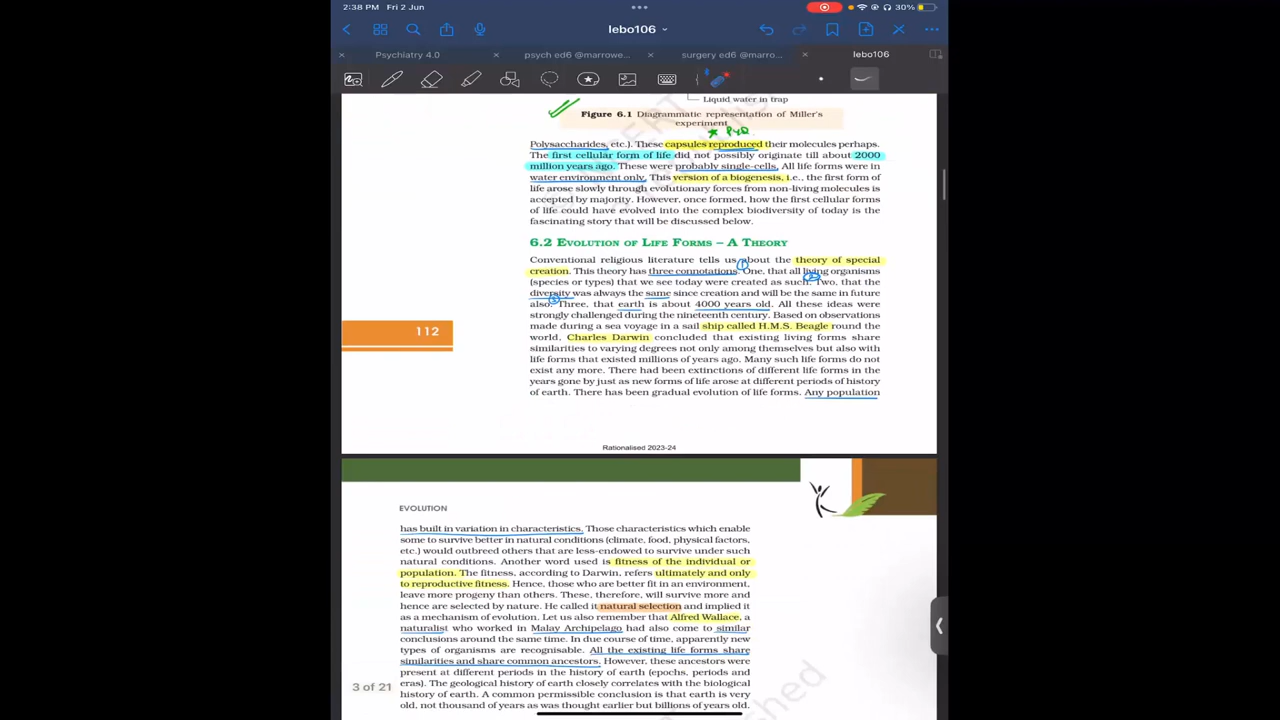 2:38 PM Fri 2 Jun
30%
lebo106
Psychiatry 4.0
psych ed6 @marrowe...
surgery ed6 @marro...
lebo106
Liquid water in trap
Figure 6.1 Diagrammatic representation of Miller's
experiment
★ PYQ
Polysaccharides, etc.). These capsules reproduced their molecules perhaps.
The first cellular form of life did not possibly originate till about 2000
million years ago. These were probably single-cells. All life forms were in
water environment only. This version of a biogenesis, i.e., the first form of
life arose slowly through evolutionary forces from non-living molecules is
accepted by majority. However, once formed, how the first cellular forms
of life could have evolved into the complex biodiversity of today is the
fascinating story that will be discussed below.
6.2 EVOLUTION OF LIFE FORMS – A THEORY
Conventional religious literature tells us about the theory of special
creation. This theory has three connotations. One, that all living organisms
(species or types) that we see today were created as such. Two, that the
diversity was always the same since creation and will be the same in future
also. Three, that earth is about 4000 years old. All these ideas were
strongly challenged during the nineteenth century. Based on observations
made during a sea voyage in a sail ship called H.M.S. Beagle round the
world, Charles Darwin concluded that existing living forms share
similarities to varying degrees not only among themselves but also with
life forms that existed millions of years ago. Many such life forms do not
exist any more. There had been extinctions of different life forms in the
years gone by just as new forms of life arose at different periods of history
of earth. There has been gradual evolution of life forms. Any population
112
Rationalised 2023-24
EVOLUTION
has built in variation in characteristics. Those characteristics which enable
some to survive better in natural conditions (climate, food, physical factors,
etc.) would outbreed others that are less-endowed to survive under such
natural conditions. Another word used is fitness of the individual or
population. The fitness, according to Darwin, refers ultimately and only
to reproductive fitness. Hence, those who are better fit in an environment,
leave more progeny than others. These, therefore, will survive more and
hence are selected by nature. He called it natural selection and implied it
as a mechanism of evolution. Let us also remember that Alfred Wallace, a
naturalist who worked in Malay Archipelago had also come to similar
conclusions around the same time. In due course of time, apparently new
types of organisms are recognisable. All the existing life forms share
similarities and share common ancestors. However, these ancestors were
present at different periods in the history of earth (epochs, periods and
eras). The geological history of earth closely correlates with the biological
history of earth. A common permissible conclusion is that earth is very
old, not thousand of years as was thought earlier but billions of years old.
3 of 21